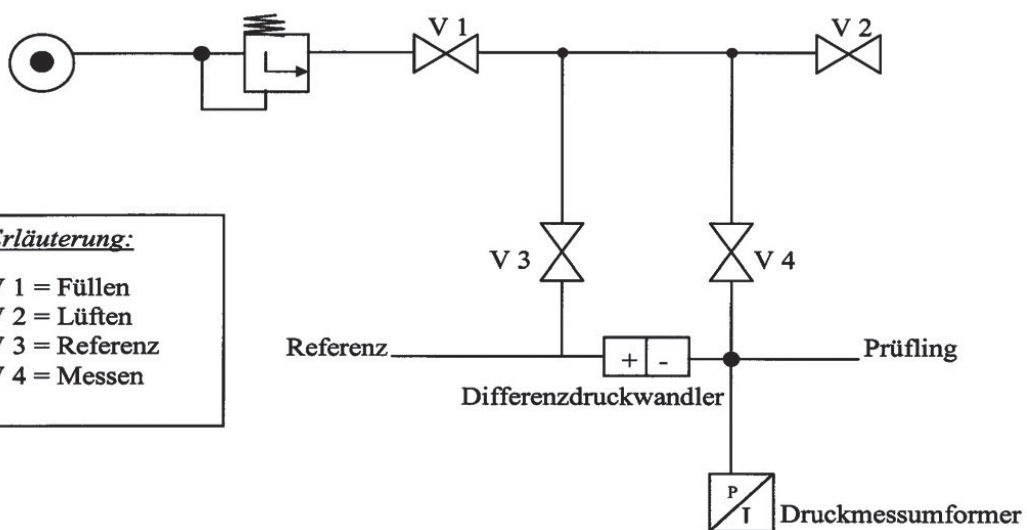 V 1
V 2
Erläuterung:
V 1 = Füllen
V 2 = Lüften
V 3 = Referenz
V 4 = Messen
V 3
V 4
Referenz
+ -
Prüfling
Differenzdruckwandler
P
I
Druckmessumformer